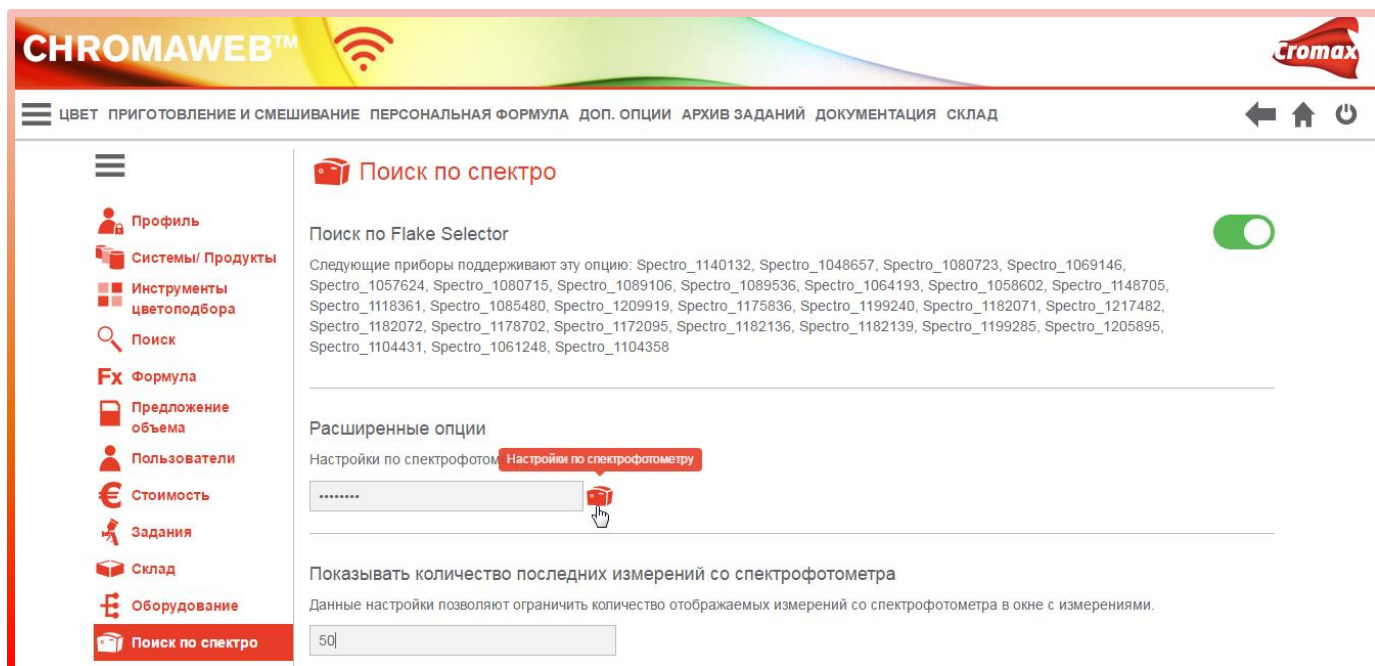 CHROMAWEB™
Cromax
ЦВЕТ ПРИГОТОВЛЕНИЕ И СМЕШИВАНИЕ ПЕРСОНАЛЬНАЯ ФОРМУЛА ДОП. ОПЦИИ АРХИВ ЗАДАНИЙ ДОКУМЕНТАЦИЯ СКЛАД
Профиль
Системы/ Продукты
Инструменты
цветоподбора
Поиск
Fx Формула
Предложение
объема
Пользователи
€ Стоимость
Задания
Склад
Оборудование
Поиск по спектро
Поиск по спектро
Поиск по Flake Selector
Следующие приборы поддерживают эту опцию: Spectro_1140132, Spectro_1048657, Spectro_1080723, Spectro_1069146,
Spectro_1057624, Spectro_1080715, Spectro_1089106, Spectro_1089536, Spectro_1064193, Spectro_1058602, Spectro_1148705,
Spectro_1118361, Spectro_1085480, Spectro_1209919, Spectro_1175836, Spectro_1199240, Spectro_1182071, Spectro_1217482,
Spectro_1182072, Spectro_1178702, Spectro_1172095, Spectro_1182136, Spectro_1182139, Spectro_1199285, Spectro_1205895,
Spectro_1104431, Spectro_1061248, Spectro_1104358
Расширенные опции
Настройки по спектрофотом
Настройки по спектрофотометру
••••••••
Показывать количество последних измерений со спектрофотометра
Данные настройки позволяют ограничить количество отображаемых измерений со спектрофотометра в окне с измерениями.
50